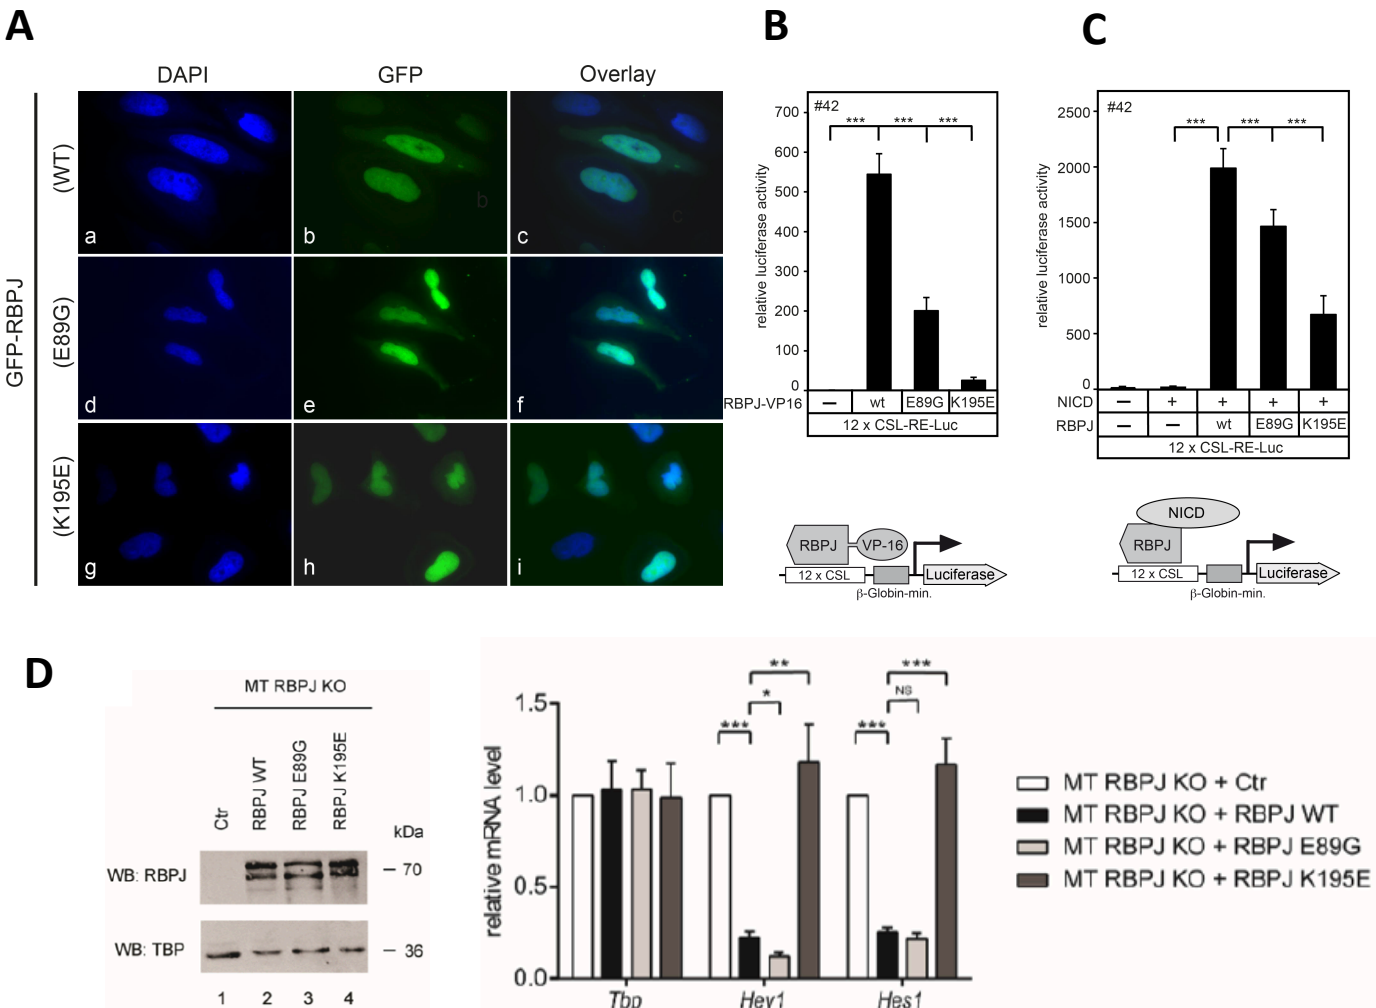 A
DAPI
GFP
Overlay
GFP-RBPJ
(WT)
(E89G)
(K195E)
a
b
b
c
c
d
e
f
g
h
i
B
#42
relative luciferase activity
700
600
500
400
300
200
100
0
***
***
***
RBPJ-VP16
–
wt
E89G
K195E
12 x CSL-RE-Luc
RBPJ
VP-16
12 x CSL
Luciferase
β-Globin-min.
C
#42
relative luciferase activity
2500
2000
1500
1000
500
0
***
***
***
NICD
–
+
+
+
+
RBPJ
–
–
wt
E89G
K195E
12 x CSL-RE-Luc
NICD
RBPJ
12 x CSL
Luciferase
β-Globin-min.
D
MT RBPJ KO
Ctr
RBPJ WT
RBPJ E89G
RBPJ K195E
kDa
WB: RBPJ
– 70
WB: TBP
– 36
1 2 3 4
relative mRNA level
1.5
1.0
0.5
0.0
**
*
***
***
NS
***
Tbp
Hey1
Hes1
MT RBPJ KO + Ctr
MT RBPJ KO + RBPJ WT
MT RBPJ KO + RBPJ E89G
MT RBPJ KO + RBPJ K195E